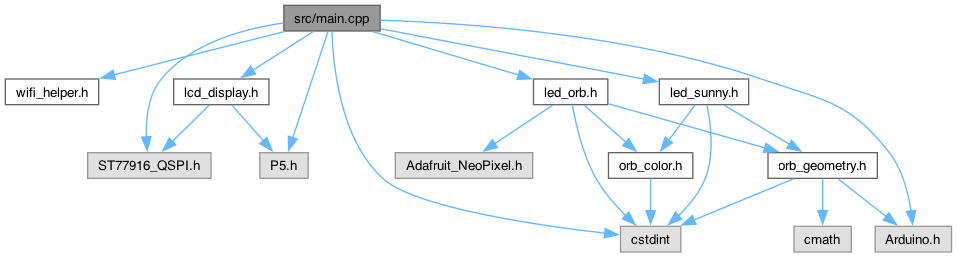 src/main.cpp
wifi_helper.h
lcd_display.h
led_orb.h
led_sunny.h
ST77916_QSPI.h
P5.h
Adafruit_NeoPixel.h
orb_color.h
orb_geometry.h
cstdint
cmath
Arduino.h